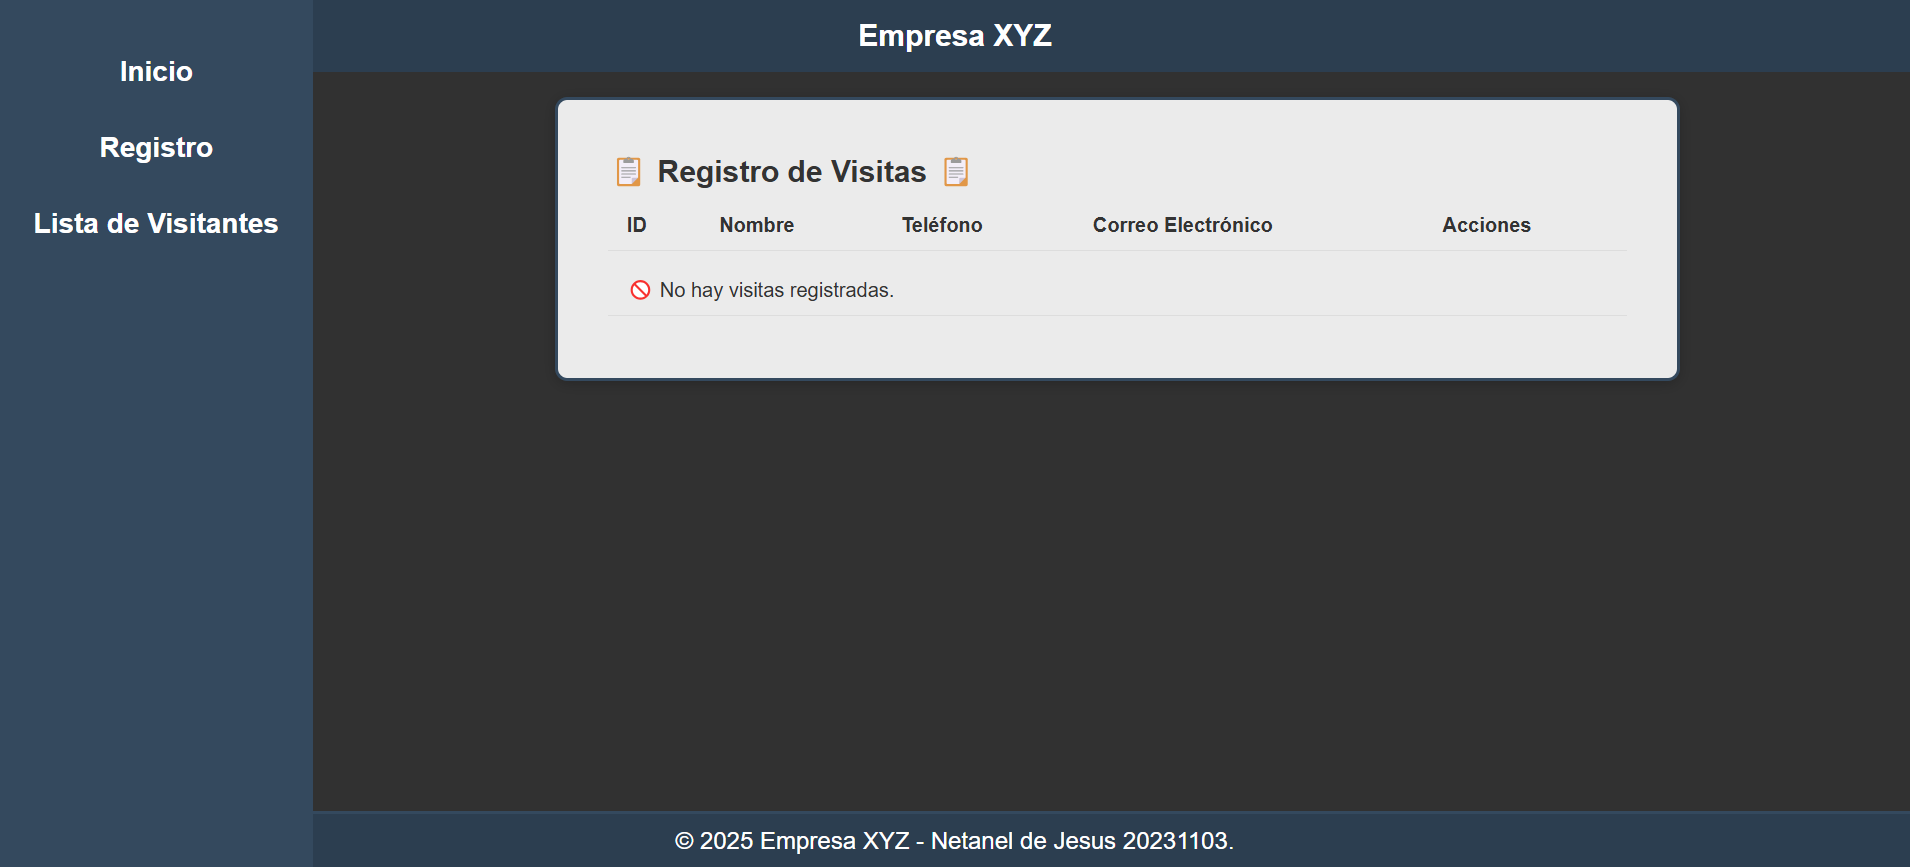 Empresa XYZ
Inicio
Registro
Lista de Visitantes
📋 Registro de Visitas 📋
ID Nombre Teléfono Correo Electrónico Acciones
🚫 No hay visitas registradas.
© 2025 Empresa XYZ - Netanel de Jesus 20231103.